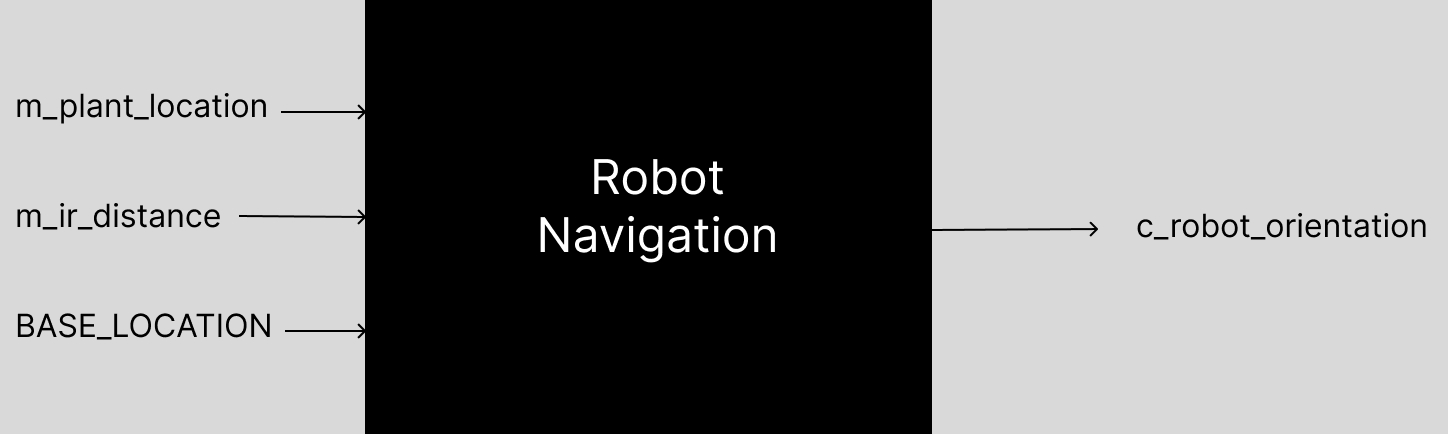 m_plant_location
m_ir_distance
BASE_LOCATION
Robot
Navigation
c_robot_orientation